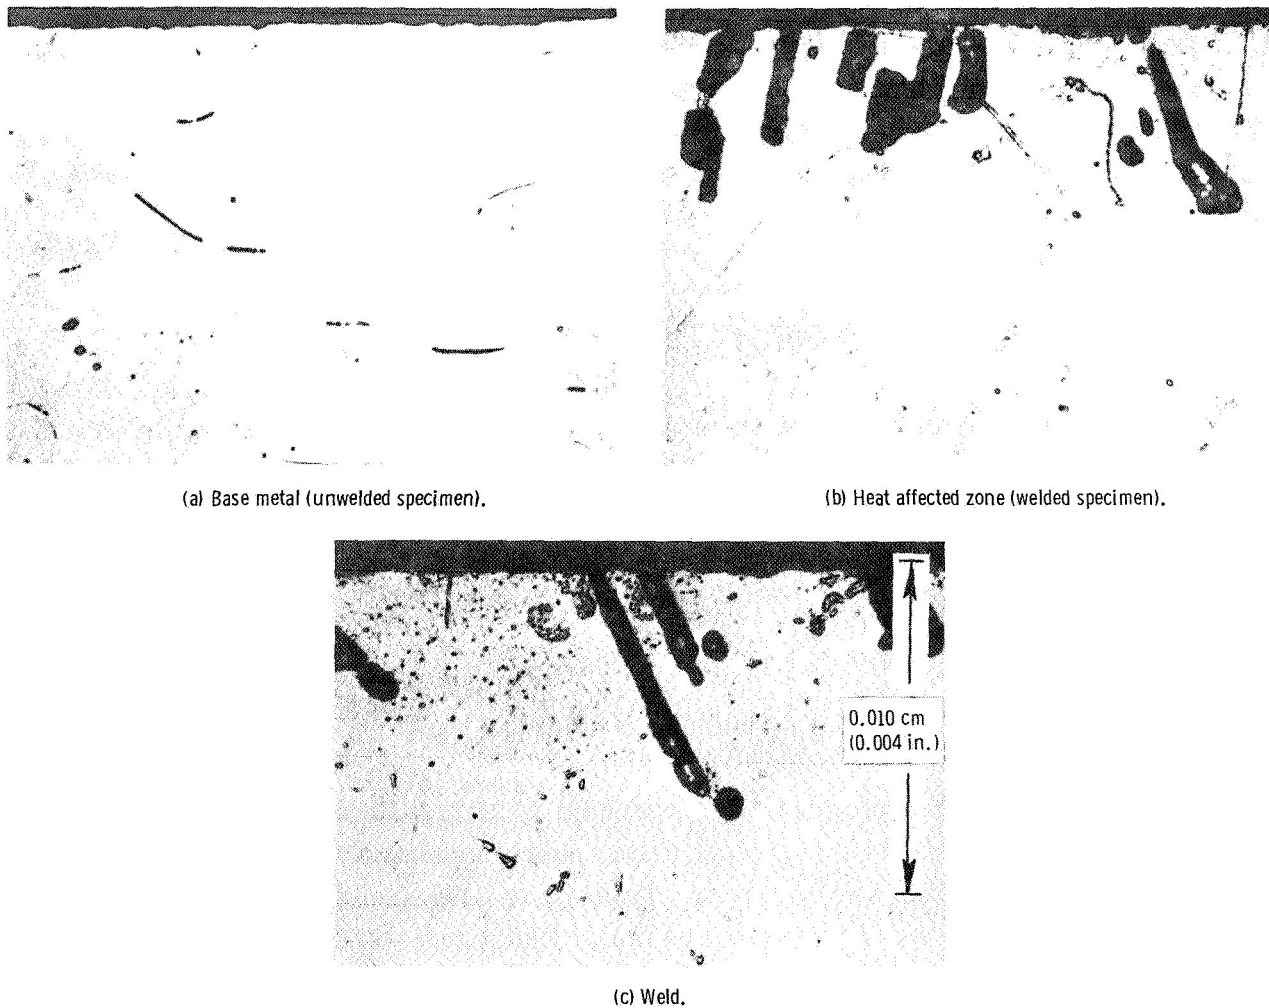 (a) Base metal (unwelded specimen).
(b) Heat affected zone (welded specimen).
0.010 cm
(0.004 in.)
(c) Weld.